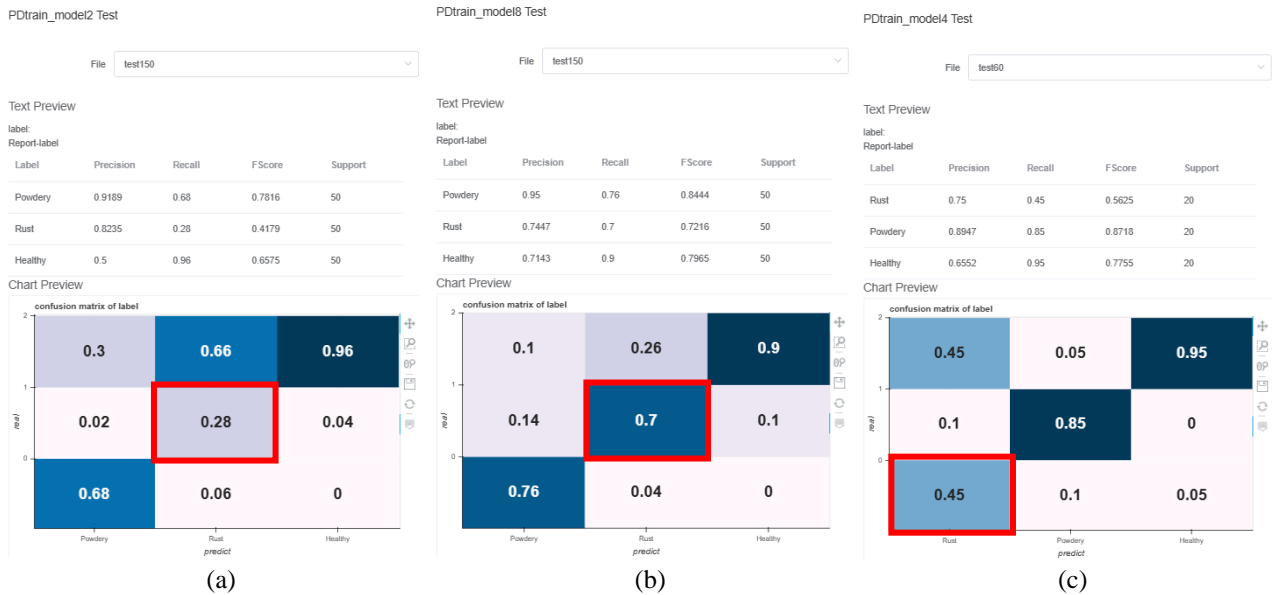 PDtrain_model2 Test
File test150
Text Preview
label:
Report-label
Label Precision Recall FScore Support
Powdery 0.9189 0.68 0.7816 50
Rust 0.8235 0.28 0.4179 50
Healthy 0.5 0.96 0.6575 50
Chart Preview
confusion matrix of label
2
0.3 0.66 0.96
1
real
0.02 0.28 0.04
0
0.68 0.06 0
Powdery Rust Healthy
predict
(a)
PDtrain_model8 Test
File test150
Text Preview
label:
Report-label
Label Precision Recall FScore Support
Powdery 0.95 0.76 0.8444 50
Rust 0.7447 0.7 0.7216 50
Healthy 0.7143 0.9 0.7965 50
Chart Preview
confusion matrix of label
2
0.1 0.26 0.9
1
real
0.14 0.7 0.1
0
0.76 0.04 0
Powdery Rust Healthy
predict
(b)
PDtrain_model4 Test
File test60
Text Preview
label:
Report-label
Label Precision Recall FScore Support
Rust 0.75 0.45 0.5625 20
Powdery 0.8947 0.85 0.8718 20
Healthy 0.6552 0.95 0.7755 20
Chart Preview
confusion matrix of label
2
0.45 0.05 0.95
1
real
0.1 0.85 0
0
0.45 0.1 0.05
Rust Powdery Healthy
predict
(c)